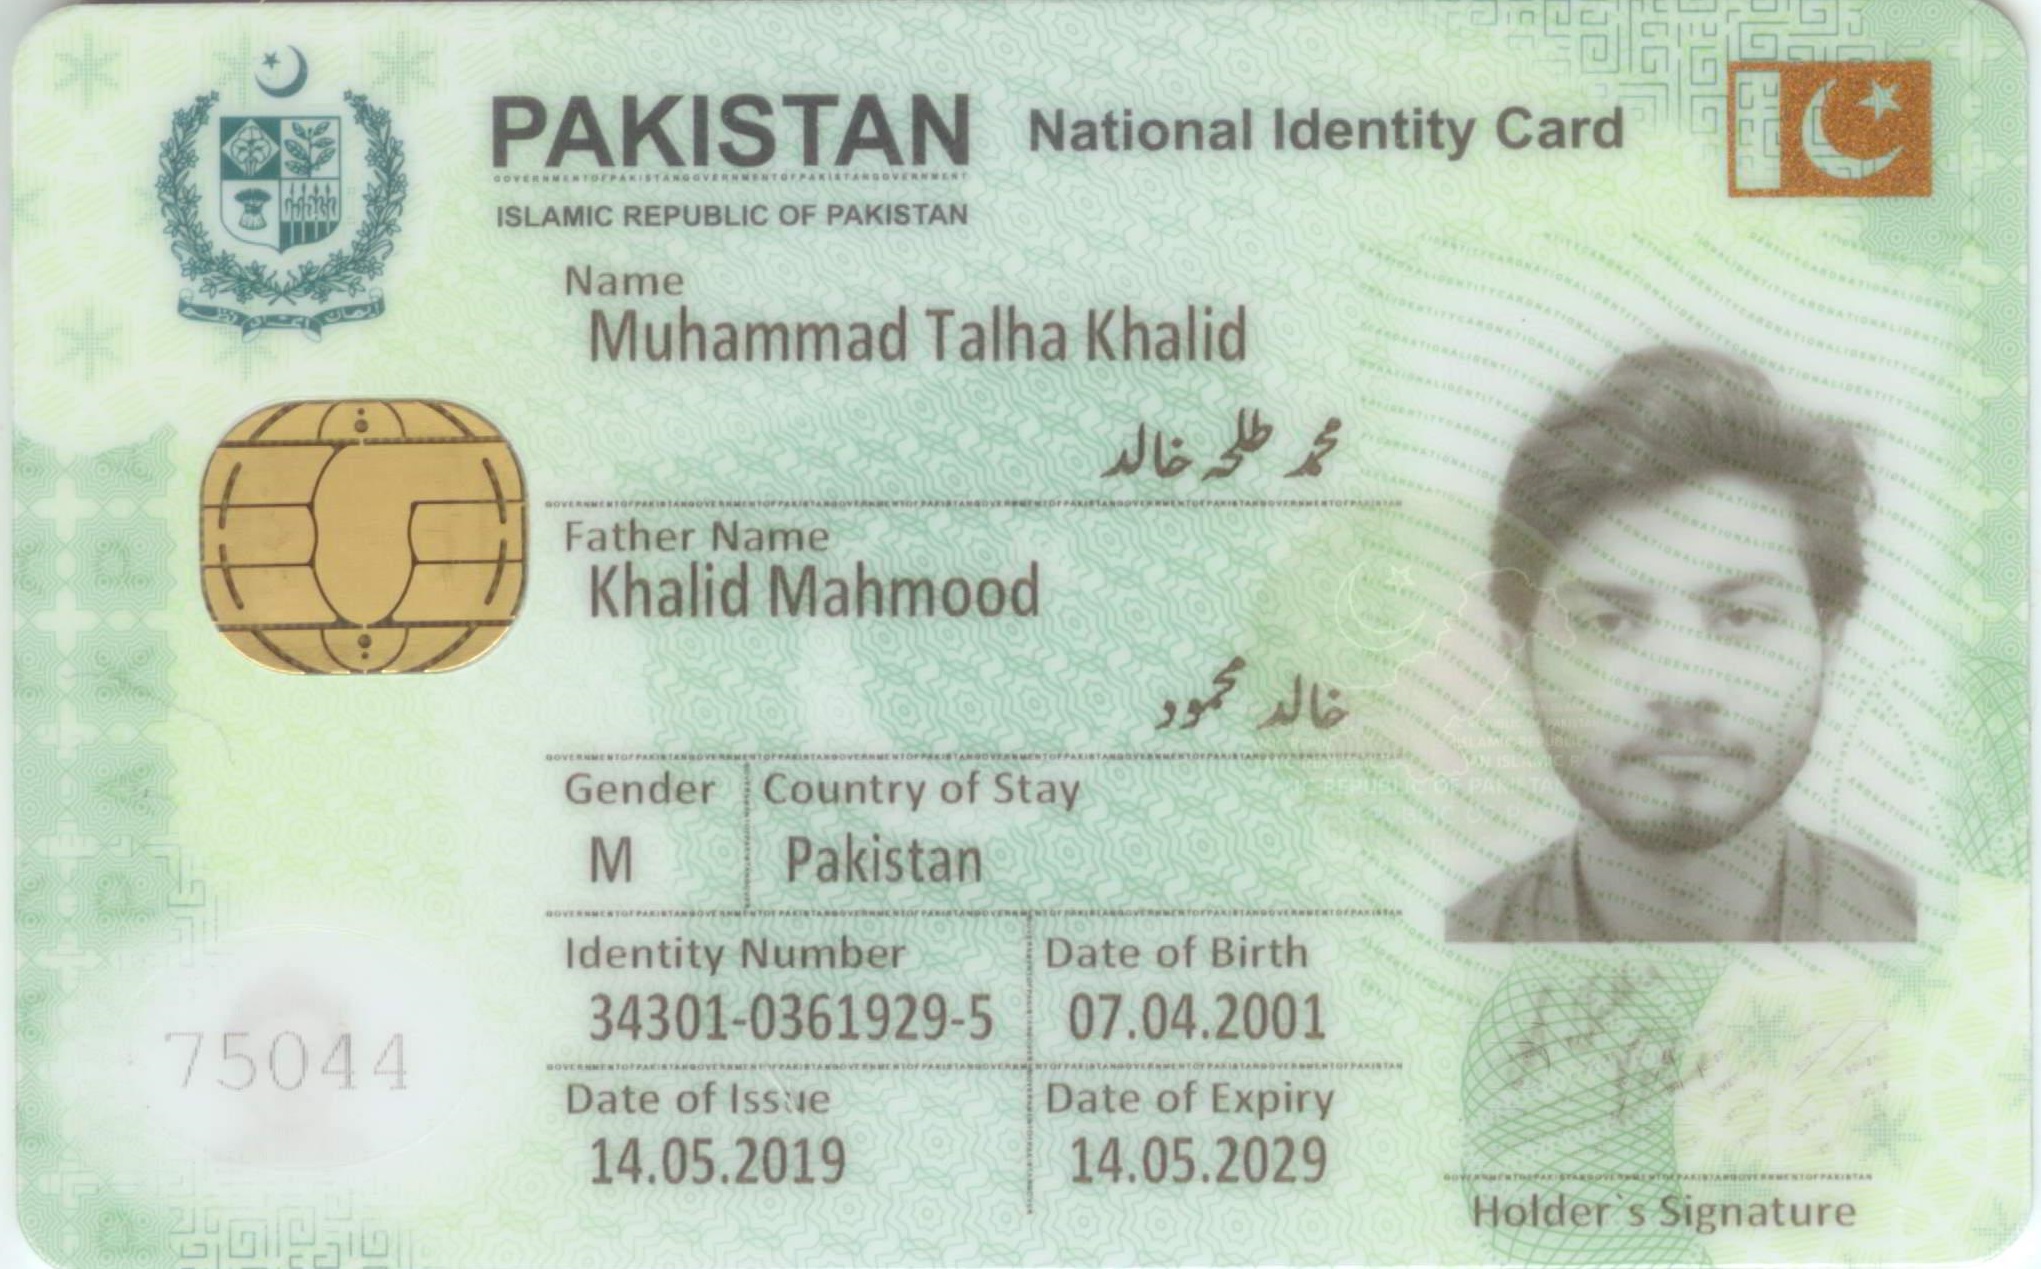 PAKISTAN National Identity Card
ISLAMIC REPUBLIC OF PAKISTAN
Name
Muhammad Talha Khalid
محمد طلحہ خالد
Father Name
Khalid Mahmood
خالد محمود
Gender Country of Stay
M Pakistan
Identity Number Date of Birth
34301-0361929-5 07.04.2001
75044
Date of Issue Date of Expiry
14.05.2019 14.05.2029
Holder`s Signature